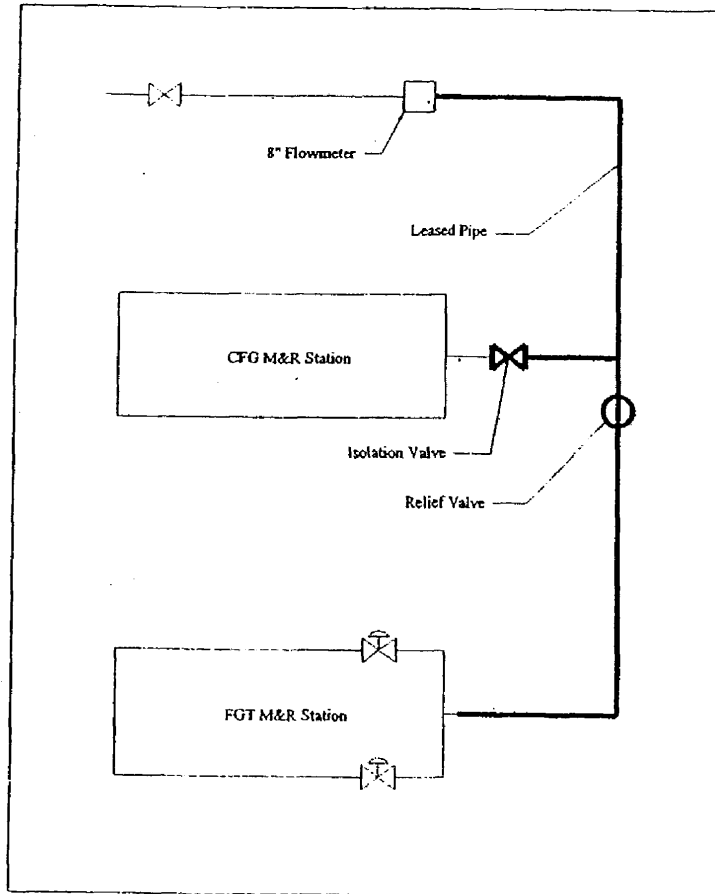 8" Flowmeter
Leased Pipe
CFG M&R Station
Isolation Valve
Relief Valve
FGT M&R Station